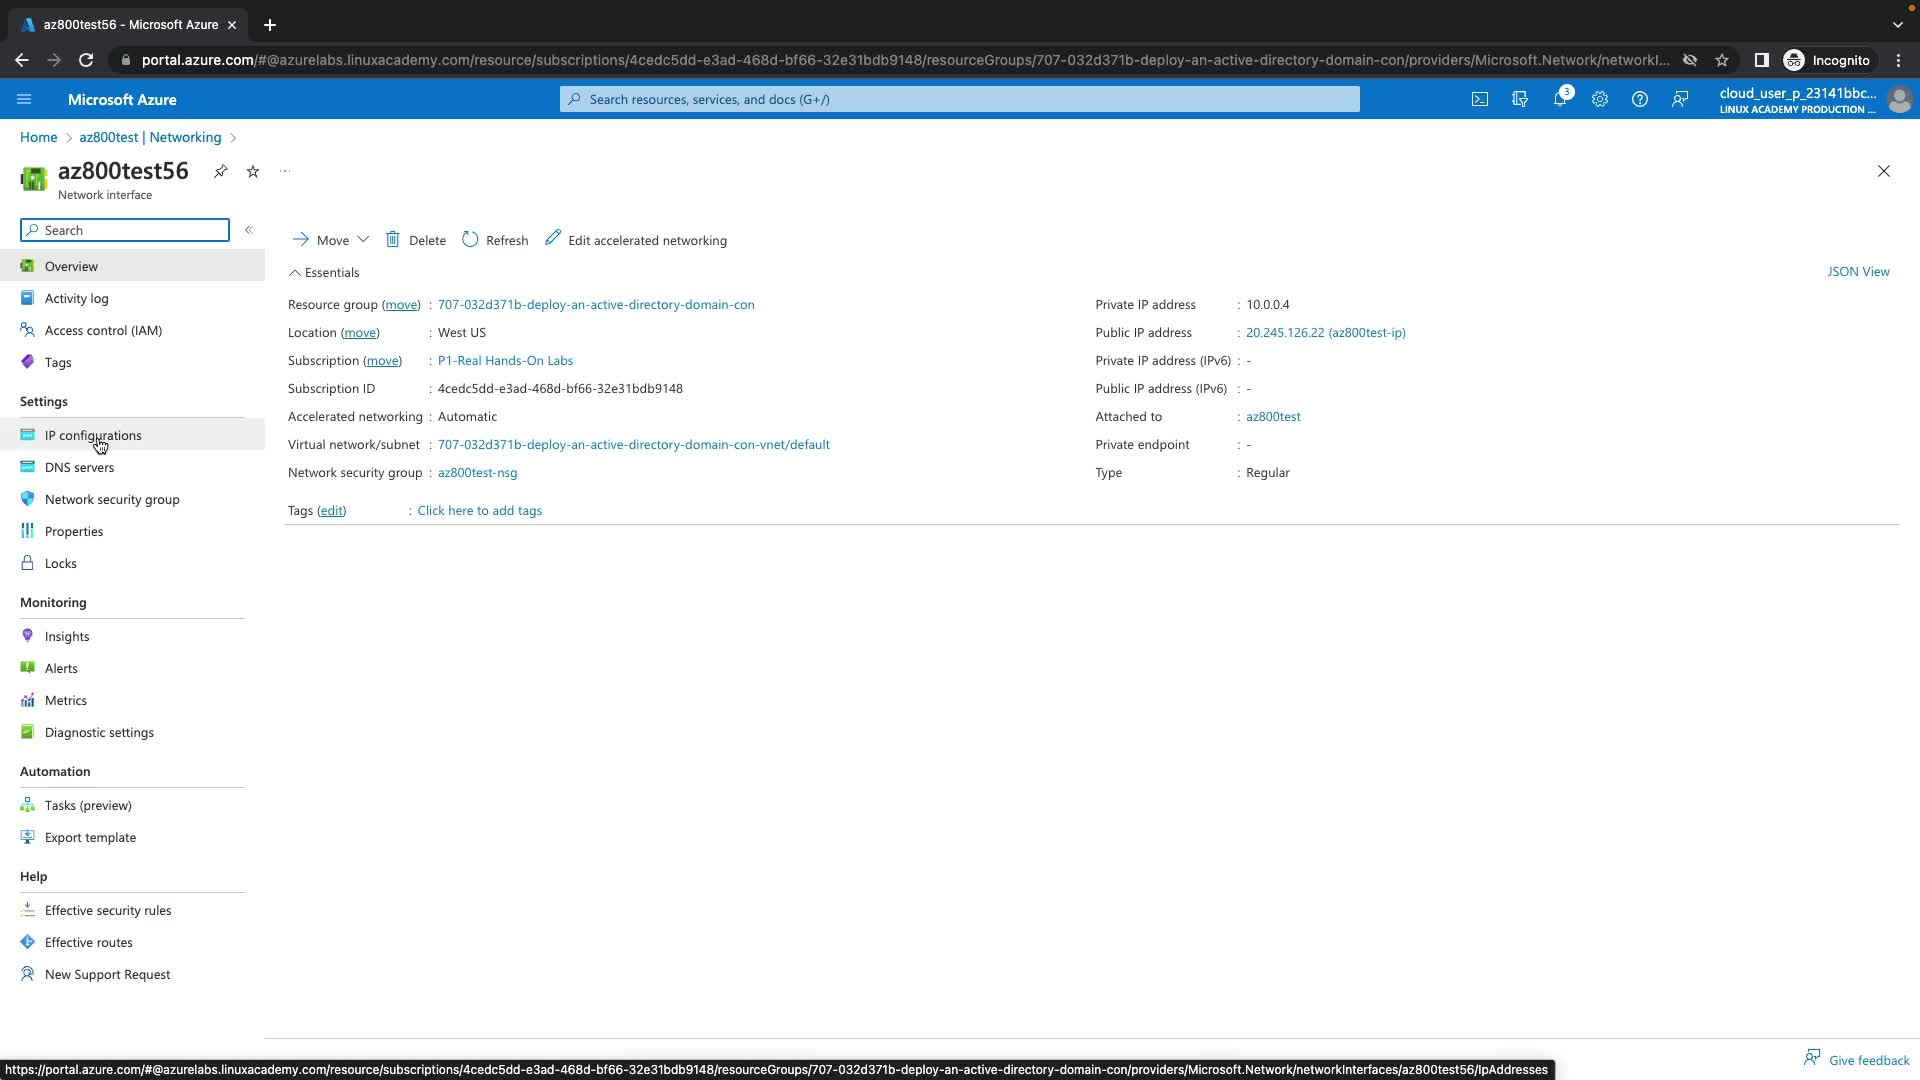 az800test56 - Microsoft Azure
portal.azure.com/#@azurelabs.linuxacademy.com/resource/subscriptions/4cedc5dd-e3ad-468d-bf66-32e31bdb9148/resourceGroups/707-032d371b-deploy-an-active-directory-domain-con/providers/Microsoft.Network/networkI...
Incognito
Microsoft Azure
Search resources, services, and docs (G+/)
3
cloud_user_p_23141bbc...
LINUX ACADEMY PRODUCTION ...
Home > az800test | Networking >
az800test56
Network interface
Search
Move
Delete
Refresh
Edit accelerated networking
Overview
Activity log
Access control (IAM)
Tags
Settings
IP configurations
DNS servers
Network security group
Properties
Locks
Monitoring
Insights
Alerts
Metrics
Diagnostic settings
Automation
Tasks (preview)
Export template
Help
Effective security rules
Effective routes
New Support Request
Essentials
JSON View
Resource group (move) : 707-032d371b-deploy-an-active-directory-domain-con
Location (move) : West US
Subscription (move) : P1-Real Hands-On Labs
Subscription ID : 4cedc5dd-e3ad-468d-bf66-32e31bdb9148
Accelerated networking : Automatic
Virtual network/subnet : 707-032d371b-deploy-an-active-directory-domain-con-vnet/default
Network security group : az800test-nsg
Private IP address : 10.0.0.4
Public IP address : 20.245.126.22 (az800test-ip)
Private IP address (IPv6) : -
Public IP address (IPv6) : -
Attached to : az800test
Private endpoint : -
Type : Regular
Tags (edit) : Click here to add tags
Give feedback
https://portal.azure.com/#@azurelabs.linuxacademy.com/resource/subscriptions/4cedc5dd-e3ad-468d-bf66-32e31bdb9148/resourceGroups/707-032d371b-deploy-an-active-directory-domain-con/providers/Microsoft.Network/networkInterfaces/az800test56/IpAddresses